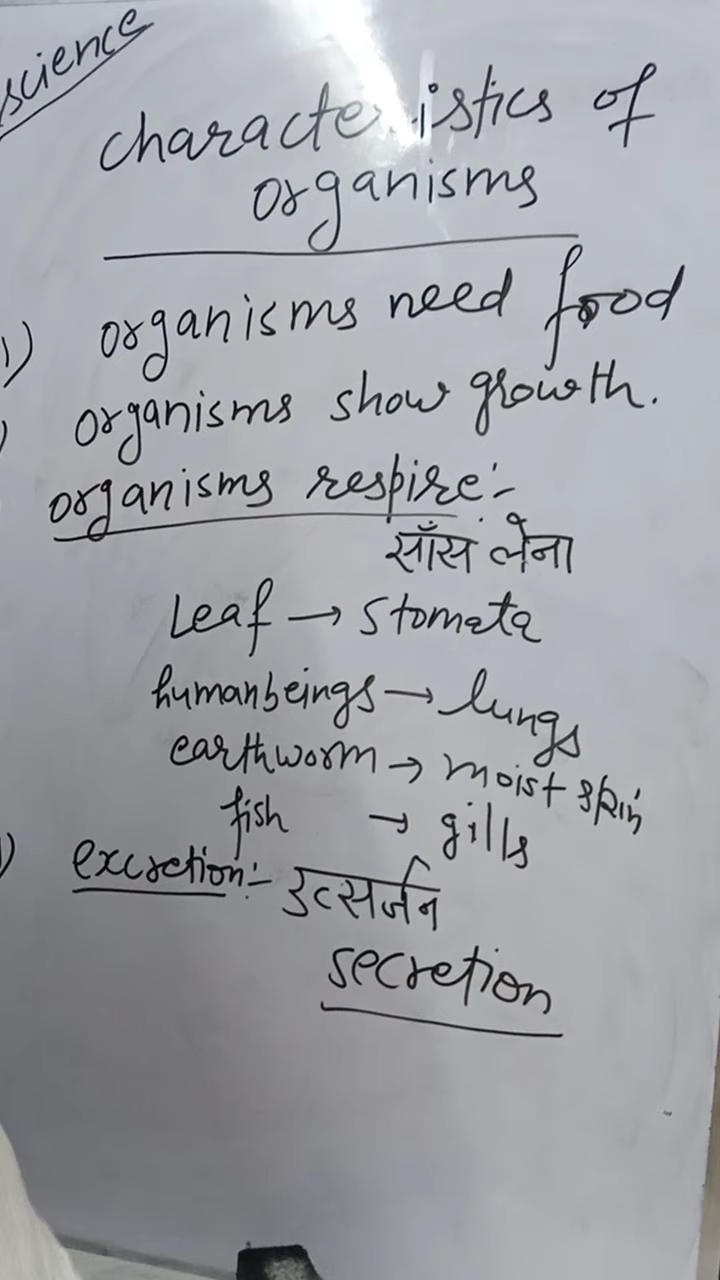 science
characteristics of
organisms
1) organisms need food
) organisms show growth.
organisms respire:-
साँस लेना
Leaf → stomata
humanbeings → lungs
earthworm → moist skin
fish → gills
) excretion:- उत्सर्जन
secretion